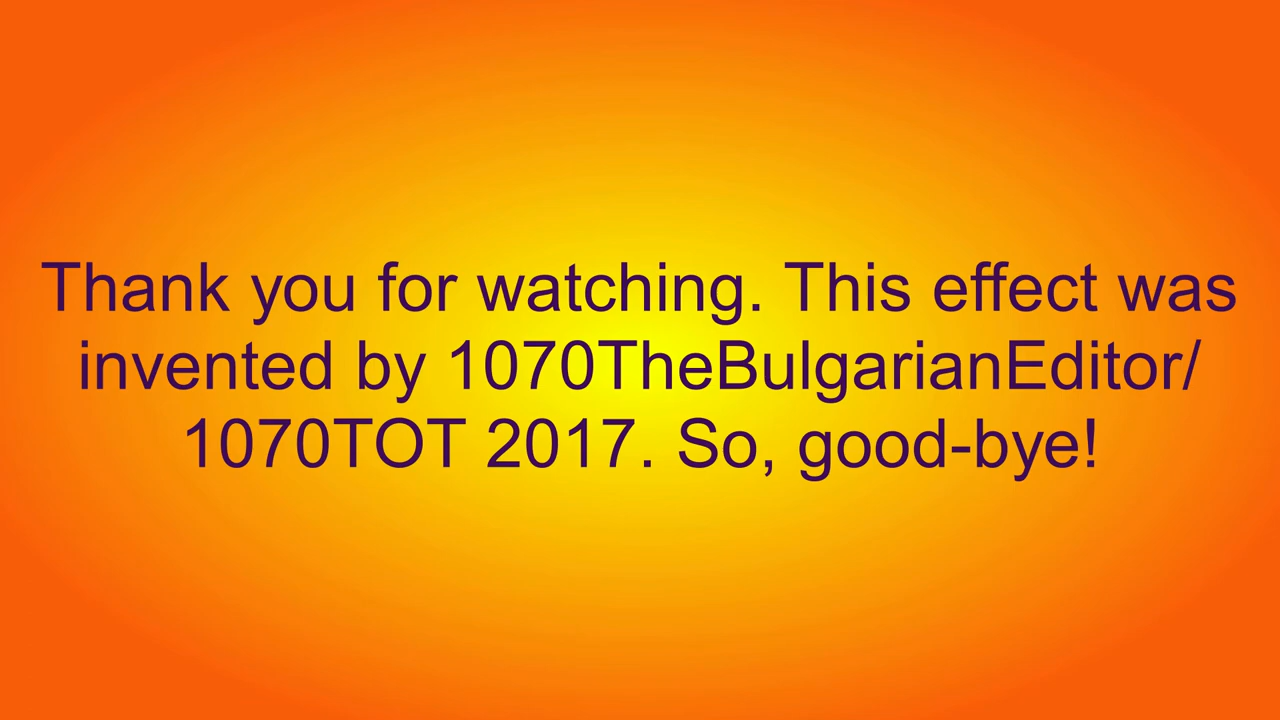 Thank you for watching. This effect was
invented by 1070TheBulgarianEditor/
1070TOT 2017. So, good-bye!